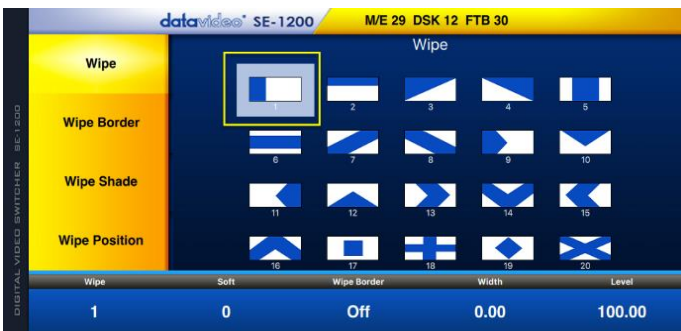 datavideo® SE-1200 M/E 29 DSK 12 FTB 30
Wipe
Wipe
1 2 3 4 5
Wipe Border
6 7 8 9 10
Wipe Shade
11 12 13 14 15
Wipe Position
16 17 18 19 20
Wipe Soft Wipe Border Width Level
1 0 Off 0.00 100.00
DIGITAL VIDEO SWITCHER SE-1200